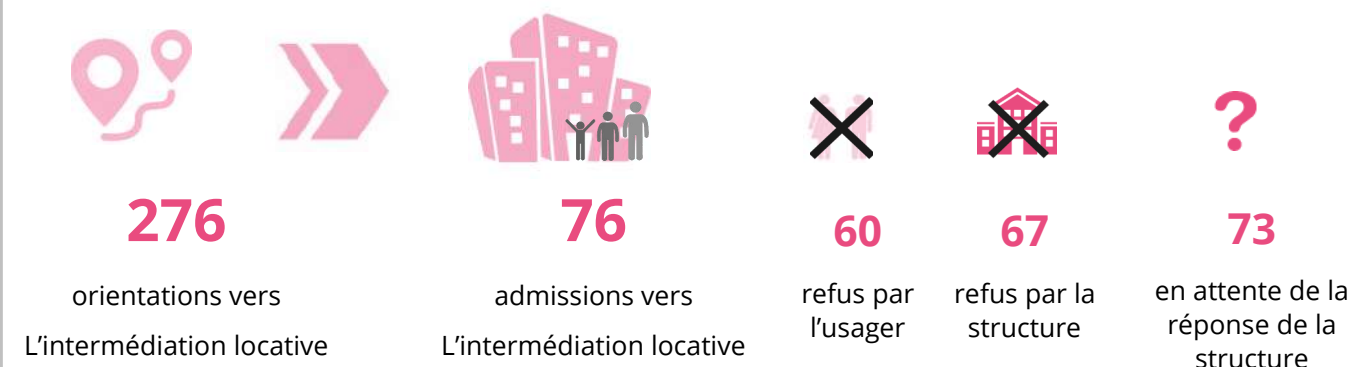 ?
276
orientations vers
L'intermédiation locative
76
admissions vers
L'intermédiation locative
60
refus par
l'usager
67
refus par la
structure
73
en attente de la
réponse de la
structure